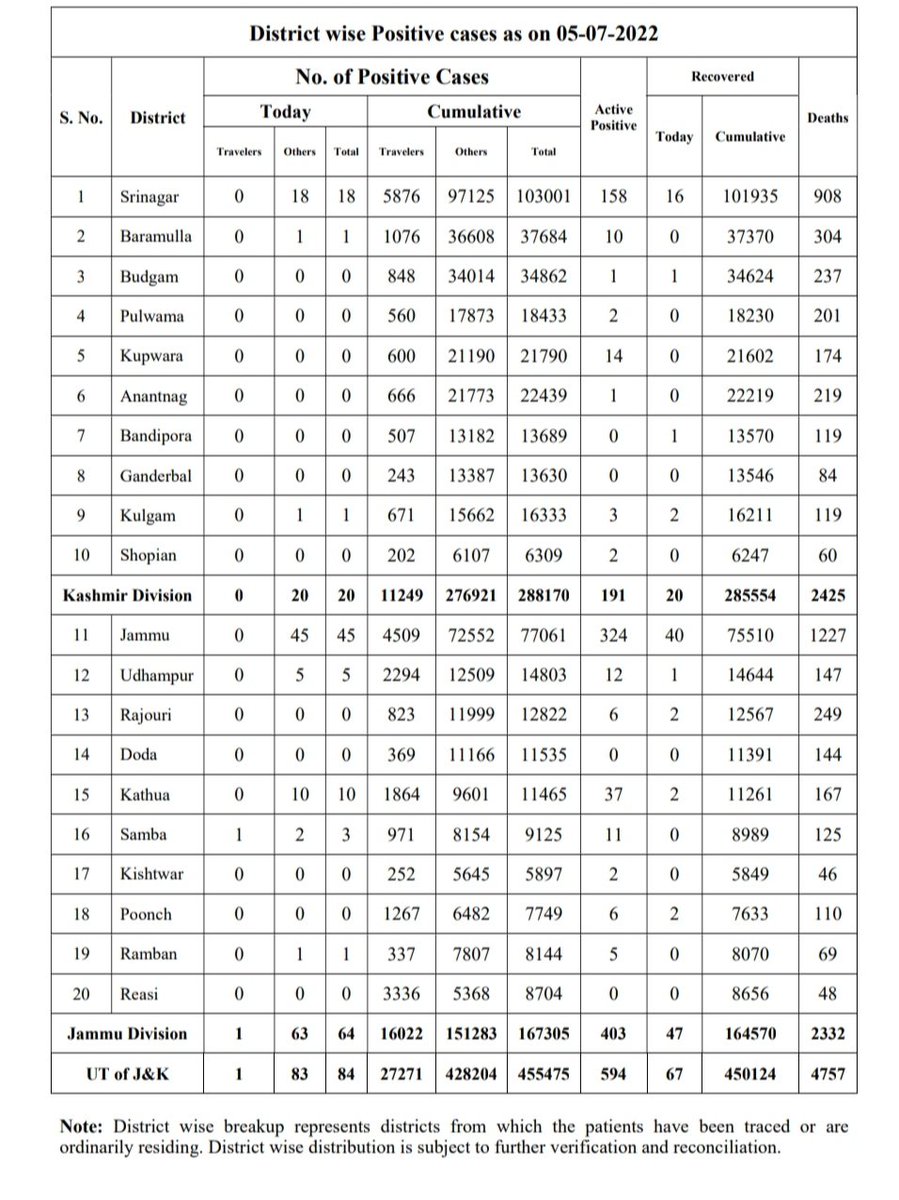 District wise Positive cases as on 05-07-2022
S. No. District No. of Positive Cases Active Positive Recovered Deaths
Today Cumulative Today Cumulative
Travelers Others Total Travelers Others Total
1 Srinagar 0 18 18 5876 97125 103001 158 16 101935 908
2 Baramulla 0 1 1 1076 36608 37684 10 0 37370 304
3 Budgam 0 0 0 848 34014 34862 1 1 34624 237
4 Pulwama 0 0 0 560 17873 18433 2 0 18230 201
5 Kupwara 0 0 0 600 21190 21790 14 0 21602 174
6 Anantnag 0 0 0 666 21773 22439 1 0 22219 219
7 Bandipora 0 0 0 507 13182 13689 0 1 13570 119
8 Ganderbal 0 0 0 243 13387 13630 0 0 13546 84
9 Kulgam 0 1 1 671 15662 16333 3 2 16211 119
10 Shopian 0 0 0 202 6107 6309 2 0 6247 60
Kashmir Division 0 20 20 11249 276921 288170 191 20 285554 2425
11 Jammu 0 45 45 4509 72552 77061 324 40 75510 1227
12 Udhampur 0 5 5 2294 12509 14803 12 1 14644 147
13 Rajouri 0 0 0 823 11999 12822 6 2 12567 249
14 Doda 0 0 0 369 11166 11535 0 0 11391 144
15 Kathua 0 10 10 1864 9601 11465 37 2 11261 167
16 Samba 1 2 3 971 8154 9125 11 0 8989 125
17 Kishtwar 0 0 0 252 5645 5897 2 0 5849 46
18 Poonch 0 0 0 1267 6482 7749 6 2 7633 110
19 Ramban 0 1 1 337 7807 8144 5 0 8070 69
20 Reasi 0 0 0 3336 5368 8704 0 0 8656 48
Jammu Division 1 63 64 16022 151283 167305 403 47 164570 2332
UT of J&K 1 83 84 27271 428204 455475 594 67 450124 4757
Note: District wise breakup represents districts from which the patients have been traced or are
ordinarily residing. District wise distribution is subject to further verification and reconciliation.